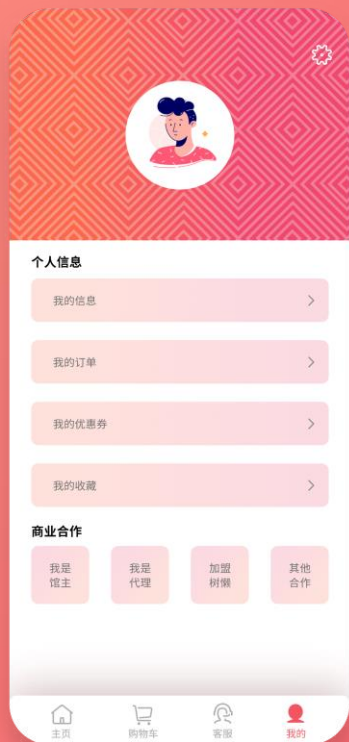 个人信息
我的信息
我的订单
我的优惠券
我的收藏
商业合作
我是
馆主
我是
代理
加盟
树懒
其他
合作
主页
购物车
客服
我的